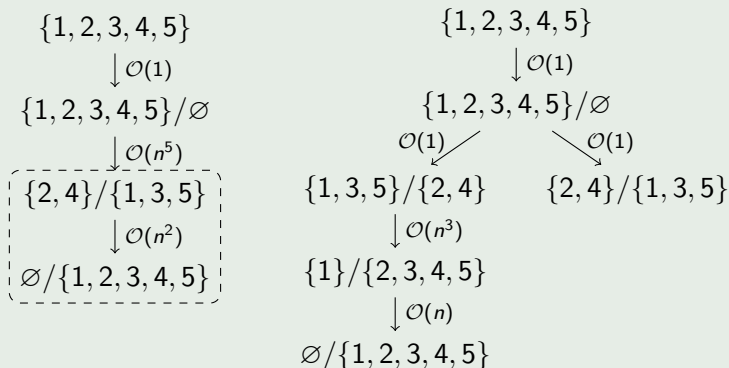 {1, 2, 3, 4, 5}
𝒪(1)
{1, 2, 3, 4, 5}/∅
𝒪(n⁵)
{2, 4}/{1, 3, 5}
𝒪(n²)
∅/{1, 2, 3, 4, 5}
{1, 2, 3, 4, 5}
𝒪(1)
{1, 2, 3, 4, 5}/∅
𝒪(1) 𝒪(1)
{1, 3, 5}/{2, 4} {2, 4}/{1, 3, 5}
𝒪(n³)
{1}/{2, 3, 4, 5}
𝒪(n)
∅/{1, 2, 3, 4, 5}